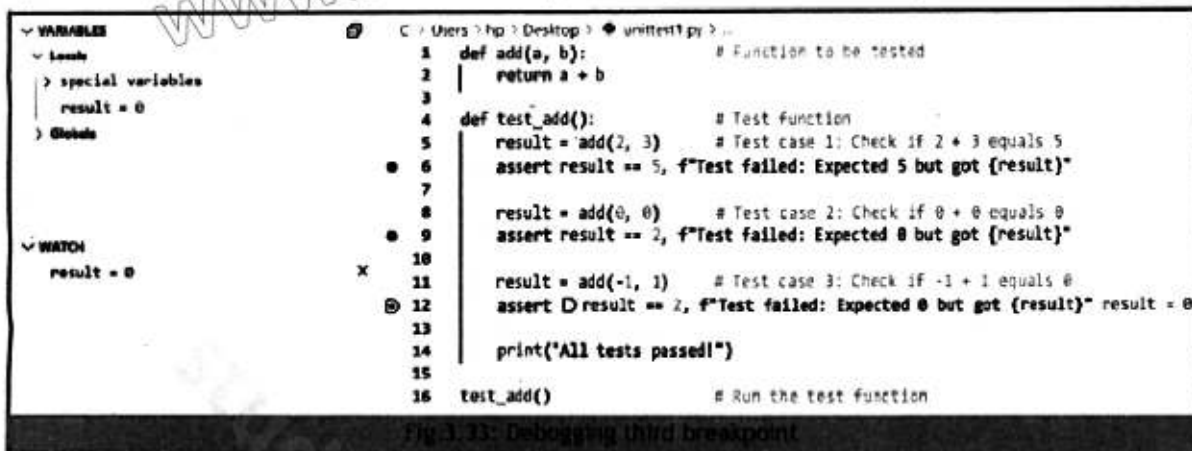 WWW
VARIABLES
Locals
special variables
result = 0
Globals
WATCH
result = 0
C > Users > hp > Desktop > unittest1.py > ...
1 def add(a, b): # Function to be tested
2 return a + b
3
4 def test_add(): # Test function
5 result = add(2, 3) # Test case 1: Check if 2 + 3 equals 5
6 assert result == 5, f"Test failed: Expected 5 but got {result}"
7
8 result = add(0, 0) # Test case 2: Check if 0 + 0 equals 0
9 assert result == 2, f"Test failed: Expected 0 but got {result}"
10
11 result = add(-1, 1) # Test case 3: Check if -1 + 1 equals 0
12 assert result == 2, f"Test failed: Expected 0 but got {result}" result = 0
13
14 print("All tests passed!")
15
16 test_add() # Run the test function
Fig:3.33: Debogging third breakpoint